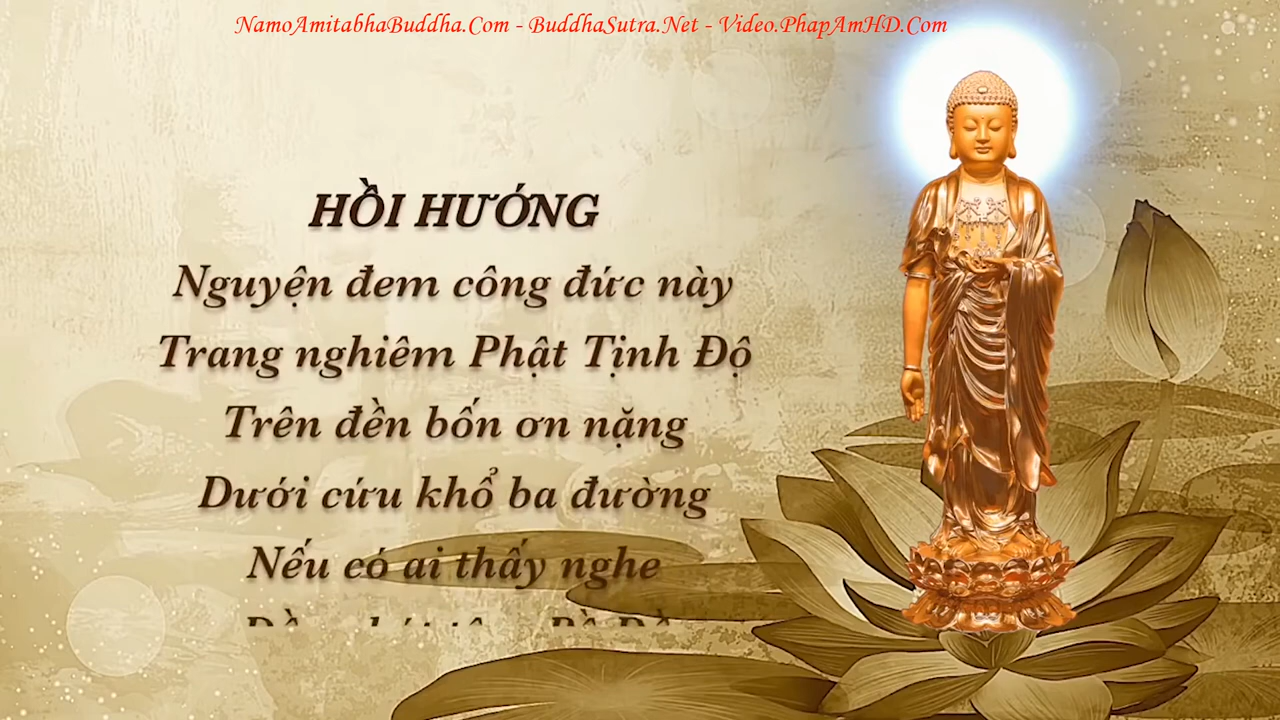 NamoAmitabhaBuddha.Com - BuddhaSutra.Net - Video.PhapAmHD.Com
HỒI HƯỚNG
Nguyện đem công đức này
Trang nghiêm Phật Tịnh Độ
Trên đền bốn ơn nặng
Dưới cứu khổ ba đường
Nếu có ai thấy nghe